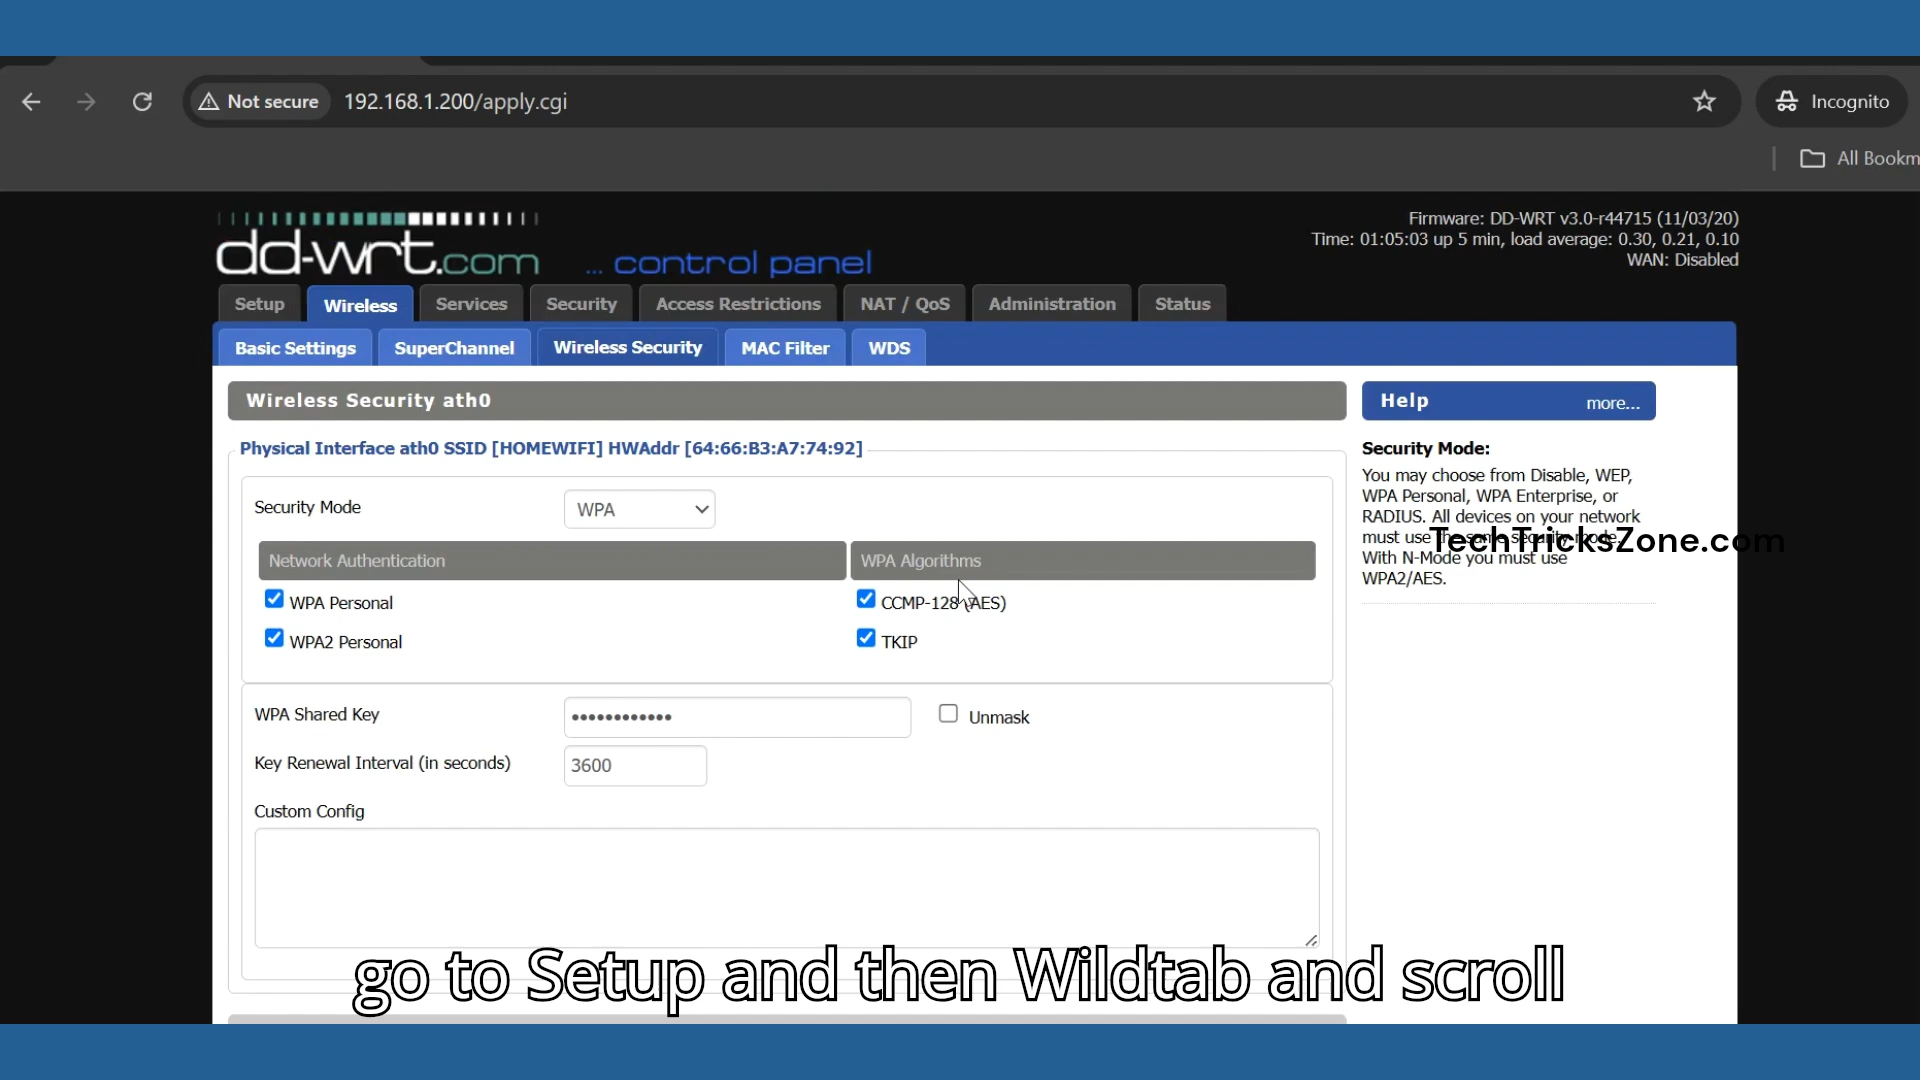 Not secure 192.168.1.200/apply.cgi
Incognito
All Bookm
dd-wrt.com ... control panel
Firmware: DD-WRT v3.0-r44715 (11/03/20)
Time: 01:05:03 up 5 min, load average: 0.30, 0.21, 0.10
WAN: Disabled
Setup Wireless Services Security Access Restrictions NAT / QoS Administration Status
Basic Settings SuperChannel Wireless Security MAC Filter WDS
Wireless Security ath0
Physical Interface ath0 SSID [HOMEWIFI] HWAddr [64:66:B3:A7:74:92]
Security Mode WPA
Network Authentication WPA Algorithms
WPA Personal CCMP-128 (AES)
WPA2 Personal TKIP
WPA Shared Key •••••••••••• Unmask
Key Renewal Interval (in seconds) 3600
Custom Config
Help more...
Security Mode:
You may choose from Disable, WEP,
WPA Personal, WPA Enterprise, or
RADIUS. All devices on your network
must use the same security mode.
With N-Mode you must use
WPA2/AES.
TechTricksZone.com
go to Setup and then Wildtab and scroll